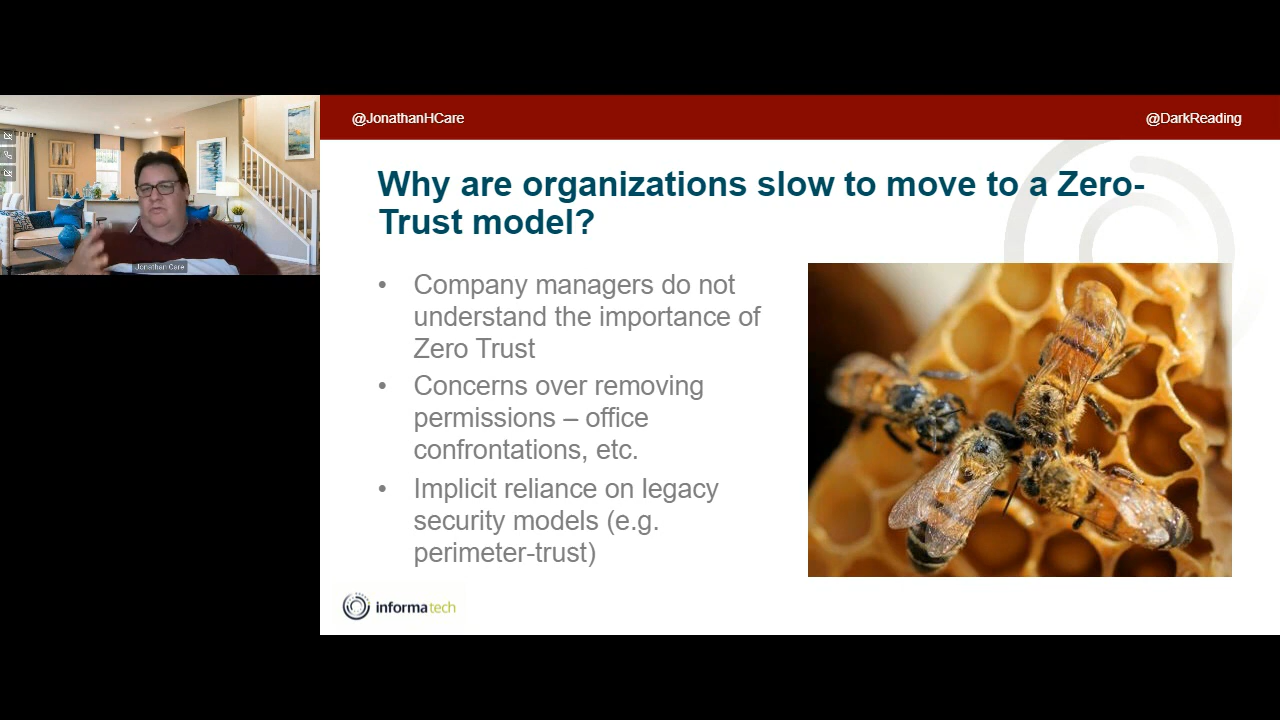 @JonathanHCare
@DarkReading
Why are organizations slow to move to a Zero-
Trust model?
• Company managers do not
understand the importance of
Zero Trust
• Concerns over removing
permissions – office
confrontations, etc.
• Implicit reliance on legacy
security models (e.g.
perimeter-trust)
Jonathan Care
informa tech